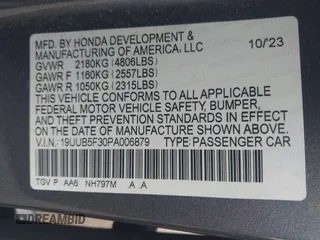 MFD. BY HONDA DEVELOPMENT &
MANUFACTURING OF AMERICA, LLC 10/23
GVWR 2180KG (4806LBS)
GAWR F 1160KG (2557LBS)
GAWR R 1050KG (2315LBS)
THIS VEHICLE CONFORMS TO ALL APPLICABLE
FEDERAL MOTOR VEHICLE SAFETY, BUMPER,
AND THEFT PREVENTION STANDARDS IN EFFECT
ON THE DATE OF MANUFACTURE SHOWN ABOVE.
V.I.N.: 19UUB5F30PA006879 TYPE: PASSENGER CAR
TGV P AA6 NH797M A A
DREAMBID